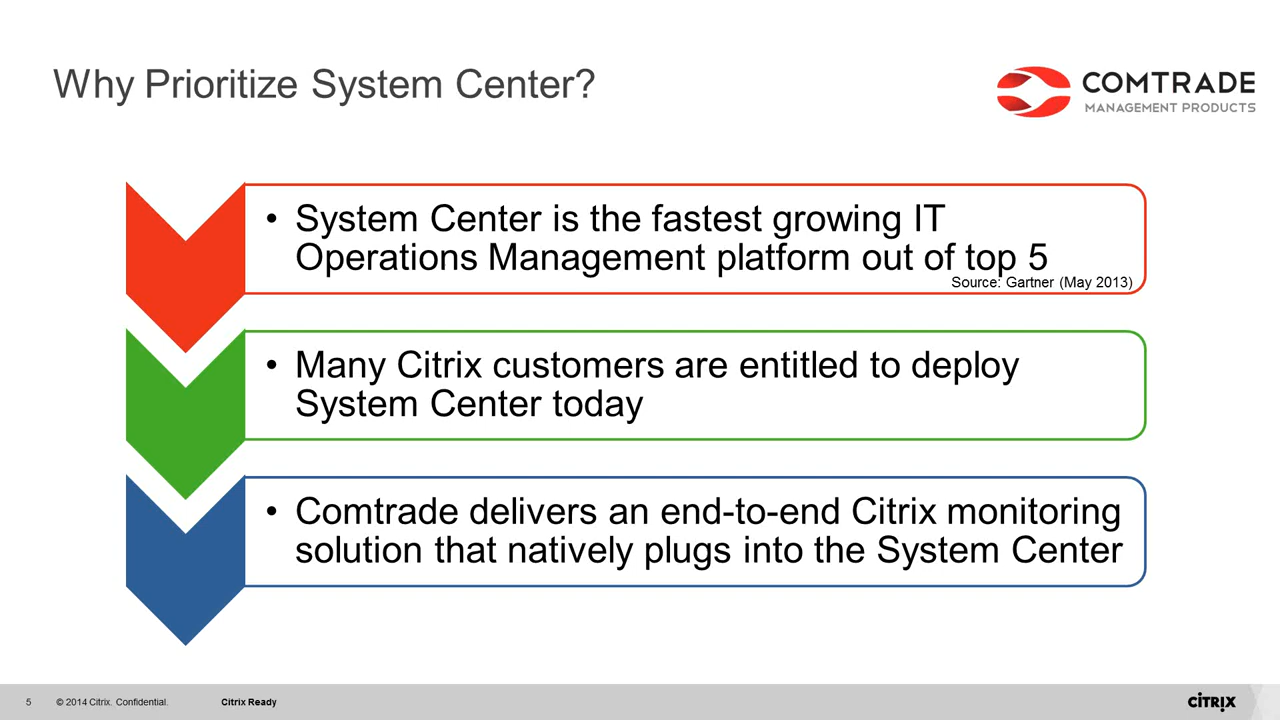 Why Prioritize System Center?
COMTRADE
MANAGEMENT PRODUCTS
• System Center is the fastest growing IT
Operations Management platform out of top 5
Source: Gartner (May 2013)
• Many Citrix customers are entitled to deploy
System Center today
• Comtrade delivers an end-to-end Citrix monitoring
solution that natively plugs into the System Center
5 © 2014 Citrix. Confidential. Citrix Ready CITRIX